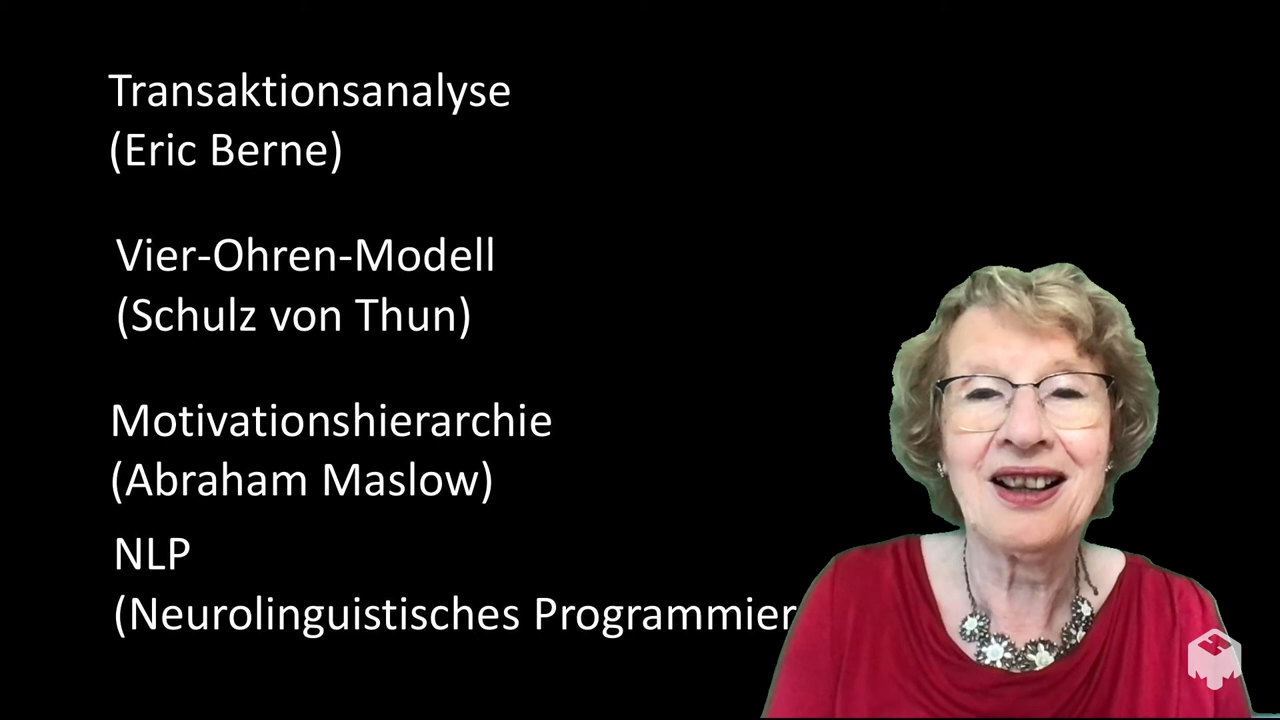 Transaktionsanalyse
(Eric Berne)
Vier-Ohren-Modell
(Schulz von Thun)
Motivationshierarchie
(Abraham Maslow)
NLP
(Neurolinguistisches Programmier